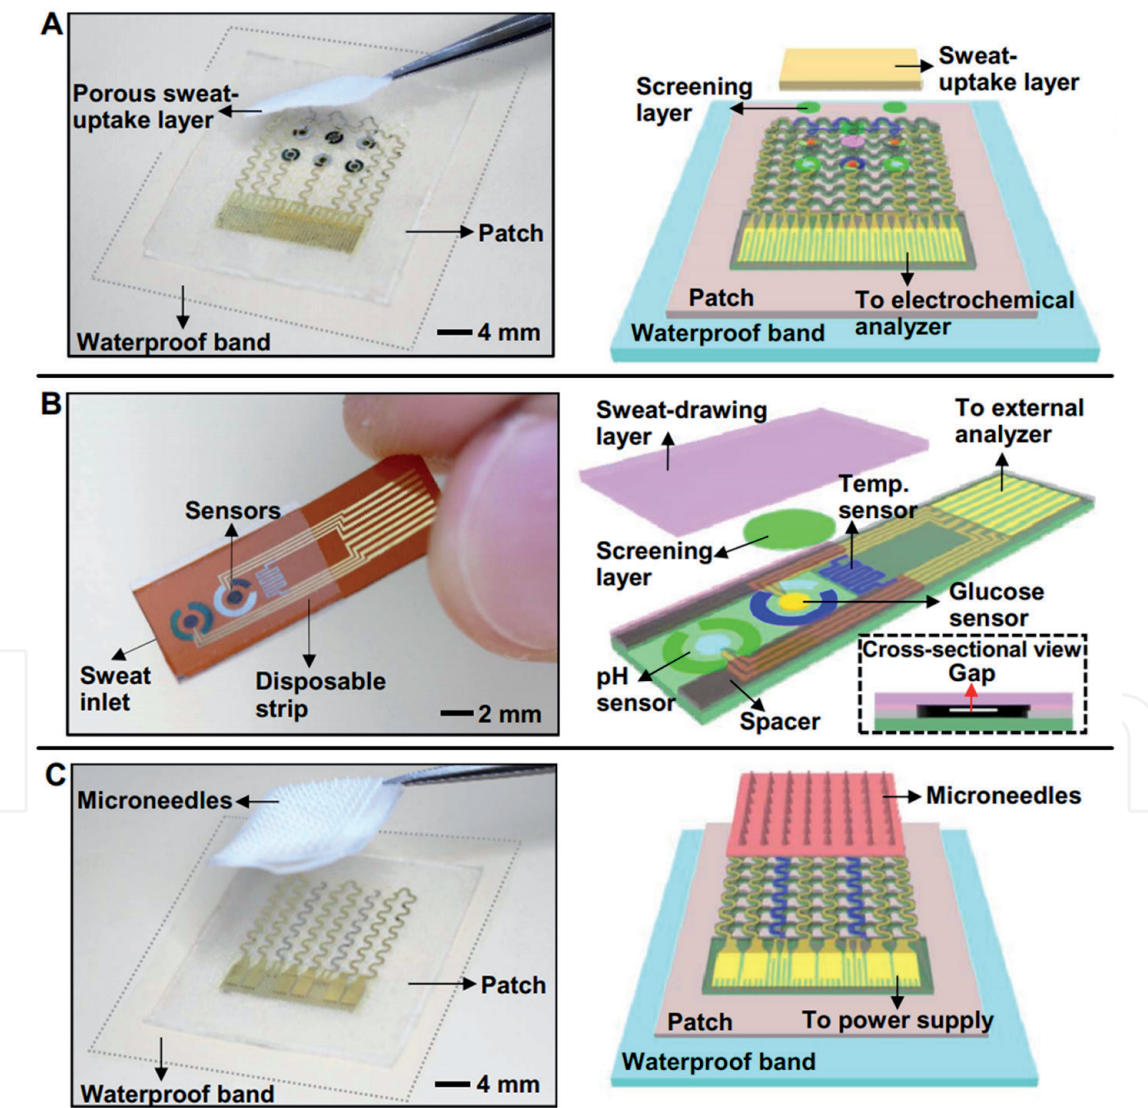 A
Porous sweat-
uptake layer
Patch
Waterproof band
4 mm
Sweat-
uptake layer
Screening
layer
Patch
To electrochemical
analyzer
Waterproof band
B
Sensors
Sweat
inlet
Disposable
strip
2 mm
Sweat-drawing
layer
To external
analyzer
Temp.
sensor
Screening
layer
Glucose
sensor
pH
sensor
Spacer
Cross-sectional view
Gap
C
Microneedles
Patch
Waterproof band
4 mm
Microneedles
Patch
To power supply
Waterproof band